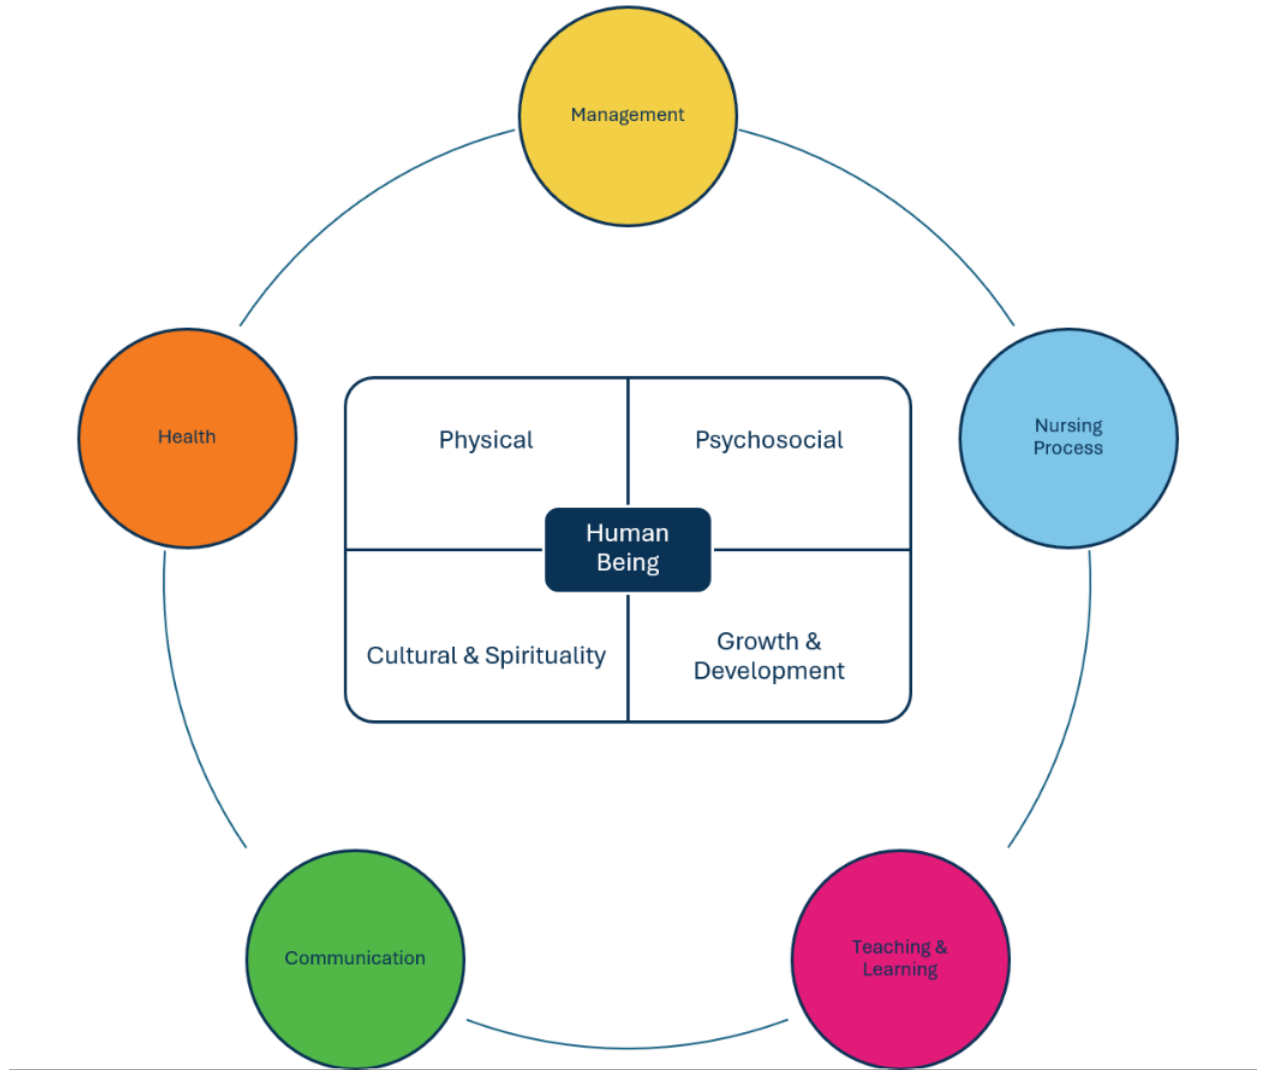 Management
Health
Nursing
Process
Physical
Psychosocial
Human
Being
Cultural & Spirituality
Growth &
Development
Communication
Teaching &
Learning